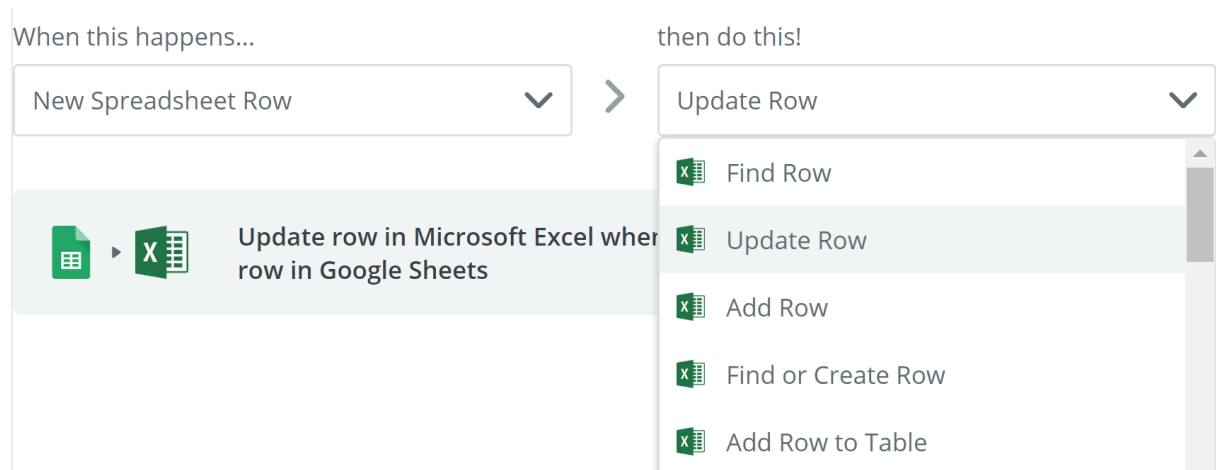 When this happens...
then do this!
New Spreadsheet Row
Update Row
Find Row
Update Row
Add Row
Find or Create Row
Add Row to Table
Update row in Microsoft Excel
row in Google Sheets